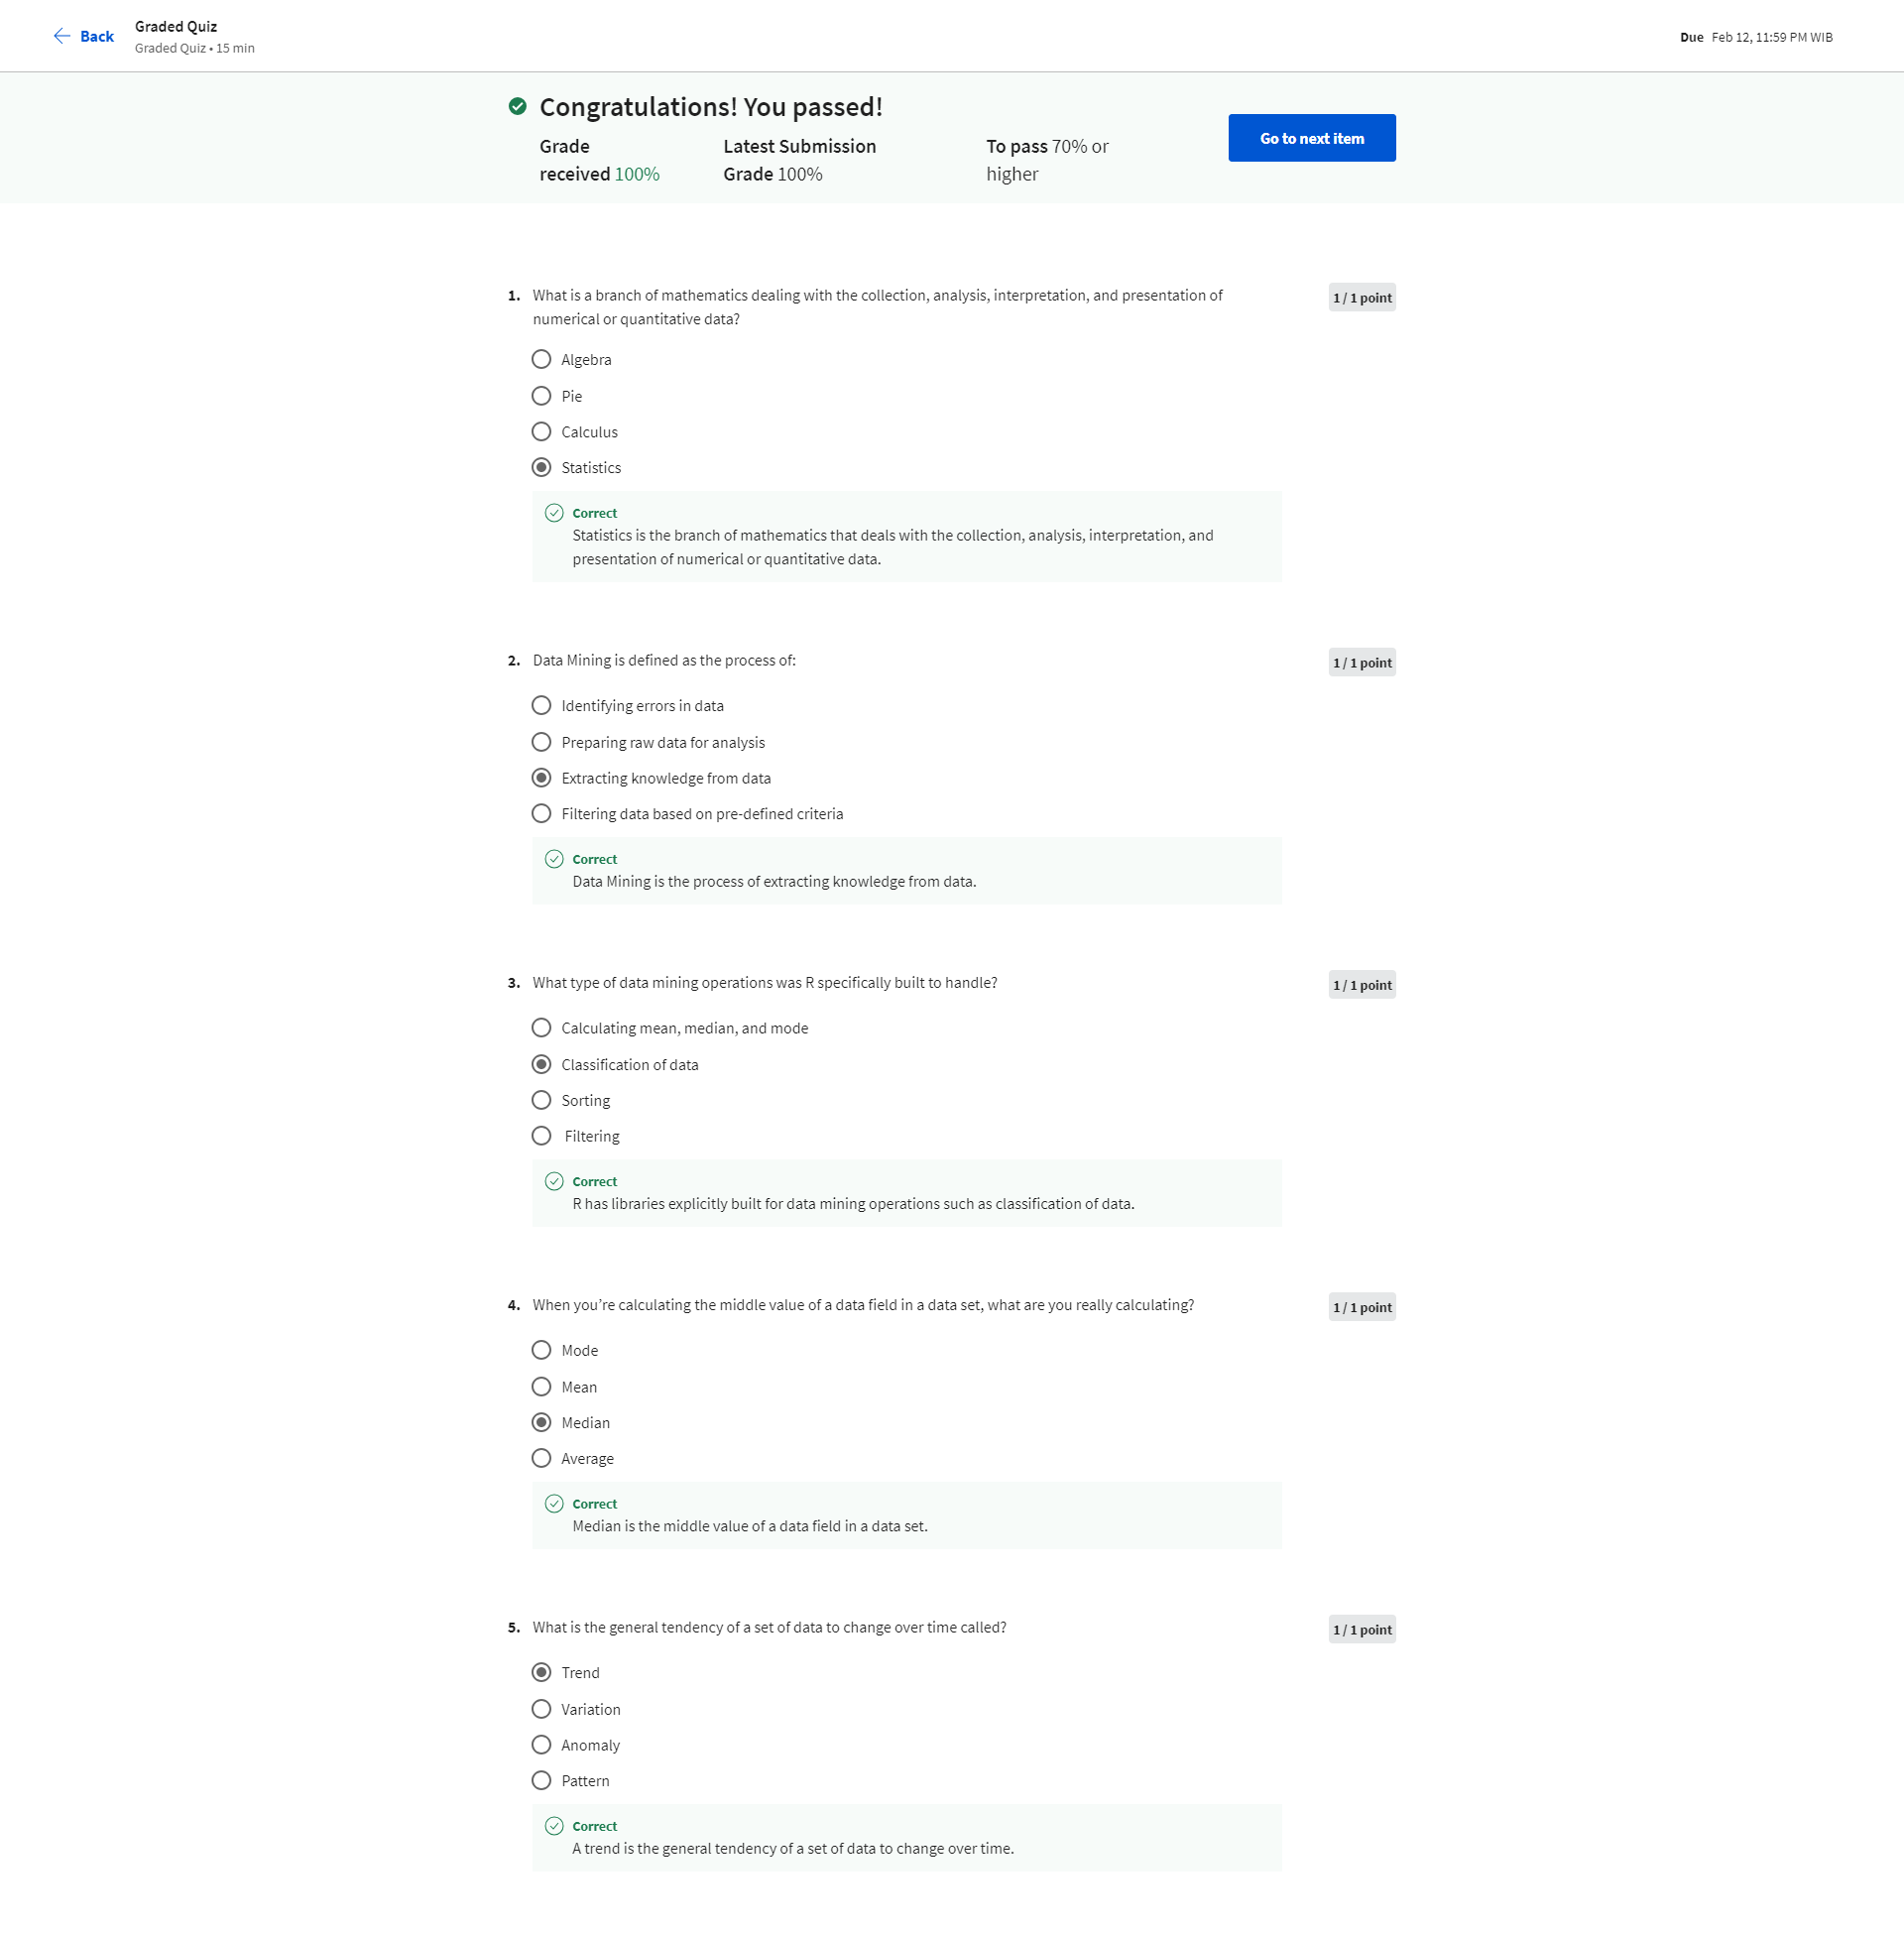 Back
Graded Quiz
Graded Quiz • 15 min
Due Feb 12, 11:59 PM WIB
Congratulations! You passed!
Grade
received 100%
Latest Submission
Grade 100%
To pass 70% or
higher
Go to next item
1. What is a branch of mathematics dealing with the collection, analysis, interpretation, and presentation of
numerical or quantitative data?
1 / 1 point
Algebra
Pie
Calculus
Statistics
Correct
Statistics is the branch of mathematics that deals with the collection, analysis, interpretation, and
presentation of numerical or quantitative data.
2. Data Mining is defined as the process of:
1 / 1 point
Identifying errors in data
Preparing raw data for analysis
Extracting knowledge from data
Filtering data based on pre-defined criteria
Correct
Data Mining is the process of extracting knowledge from data.
3. What type of data mining operations was R specifically built to handle?
1 / 1 point
Calculating mean, median, and mode
Classification of data
Sorting
Filtering
Correct
R has libraries explicitly built for data mining operations such as classification of data.
4. When you’re calculating the middle value of a data field in a data set, what are you really calculating?
1 / 1 point
Mode
Mean
Median
Average
Correct
Median is the middle value of a data field in a data set.
5. What is the general tendency of a set of data to change over time called?
1 / 1 point
Trend
Variation
Anomaly
Pattern
Correct
A trend is the general tendency of a set of data to change over time.